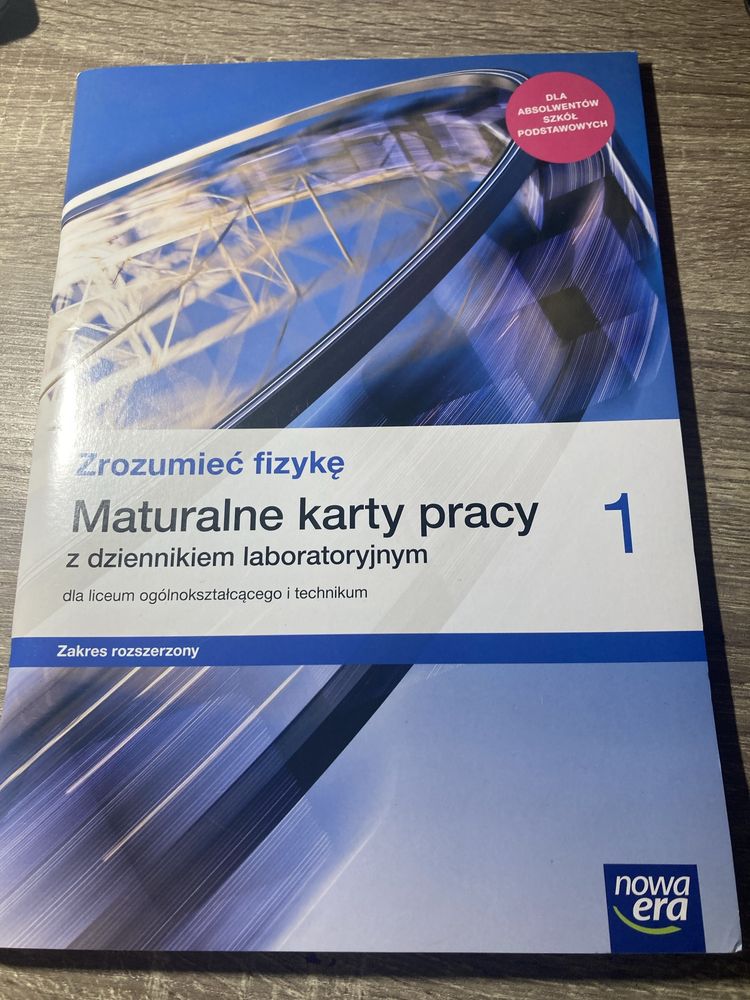 DLA
ABSOLWENTÓW
SZKÓŁ
PODSTAWOWYCH
Zrozumieć fizykę
Maturalne karty pracy 1
z dziennikiem laboratoryjnym
dla liceum ogólnokształcącego i technikum
Zakres rozszerzony
nowa
era